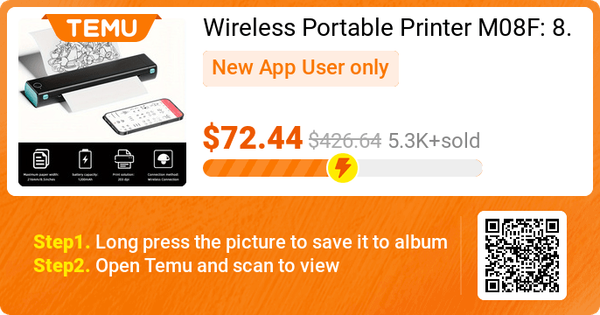 TEMU
Wireless Portable Printer M08F: 8.
New App User only
$72.44 $426.64 5.3K+sold
Step1. Long press the picture to save it to album
Step2. Open Temu and scan to view